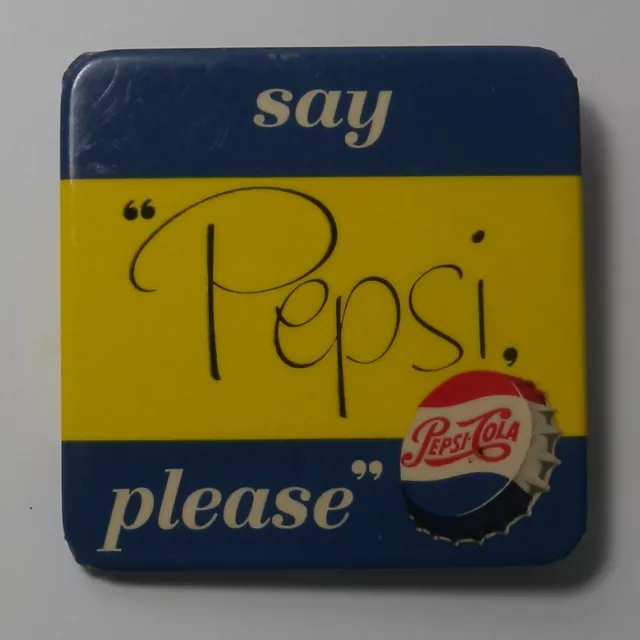 say
“Pepsi,
please”
PEPSI-COLA